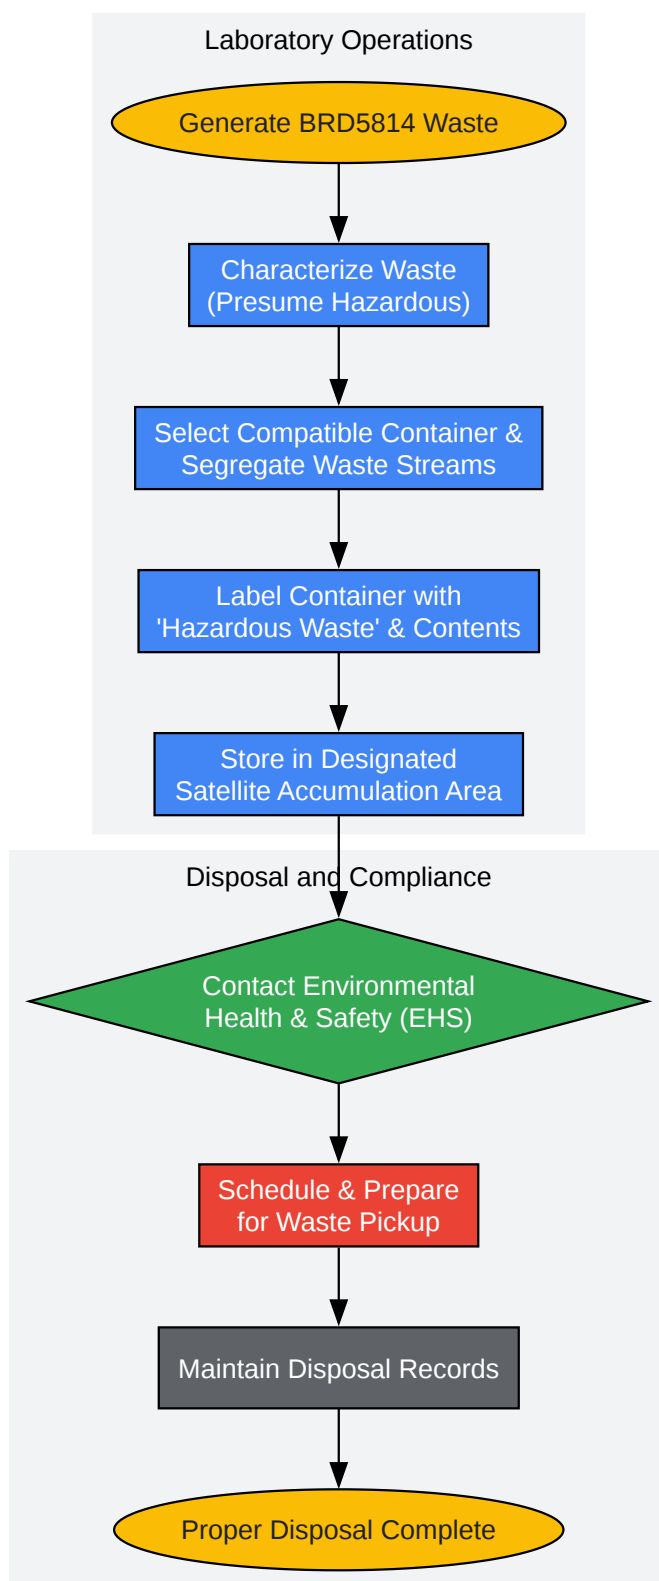 Laboratory Operations
Generate BRD5814 Waste
Characterize Waste
(Presume Hazardous)
Select Compatible Container &
Segregate Waste Streams
Label Container with
'Hazardous Waste' & Contents
Store in Designated
Satellite Accumulation Area
Disposal and Compliance
Contact Environmental
Health & Safety (EHS)
Schedule & Prepare
for Waste Pickup
Maintain Disposal Records
Proper Disposal Complete